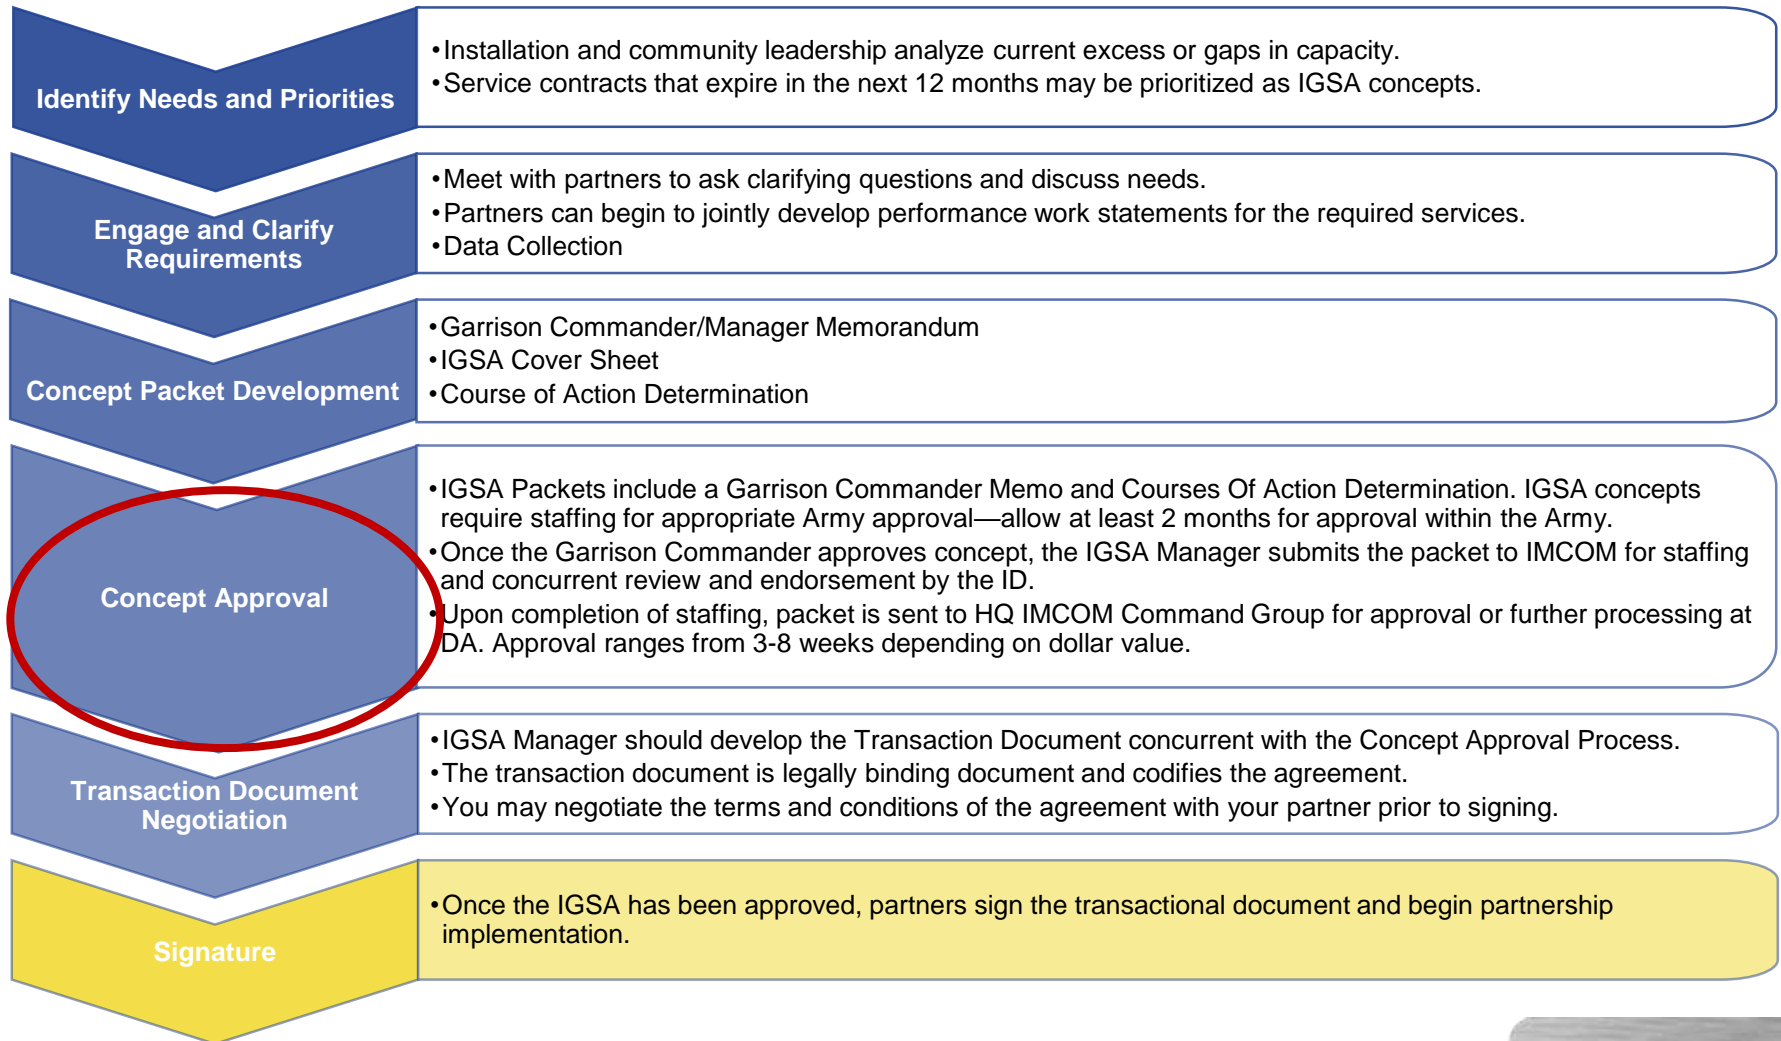 Identify Needs and Priorities
•Installation and community leadership analyze current excess or gaps in capacity.
•Service contracts that expire in the next 12 months may be prioritized as IGSA concepts.
Engage and Clarify
Requirements
•Meet with partners to ask clarifying questions and discuss needs.
•Partners can begin to jointly develop performance work statements for the required services.
•Data Collection
Concept Packet Development
•Garrison Commander/Manager Memorandum
•IGSA Cover Sheet
•Course of Action Determination
Concept Approval
•IGSA Packets include a Garrison Commander Memo and Courses Of Action Determination. IGSA concepts
require staffing for appropriate Army approval—allow at least 2 months for approval within the Army.
•Once the Garrison Commander approves concept, the IGSA Manager submits the packet to IMCOM for staffing
and concurrent review and endorsement by the ID.
•Upon completion of staffing, packet is sent to HQ IMCOM Command Group for approval or further processing at
DA. Approval ranges from 3-8 weeks depending on dollar value.
Transaction Document
Negotiation
•IGSA Manager should develop the Transaction Document concurrent with the Concept Approval Process.
•The transaction document is legally binding document and codifies the agreement.
•You may negotiate the terms and conditions of the agreement with your partner prior to signing.
Signature
•Once the IGSA has been approved, partners sign the transactional document and begin partnership
implementation.